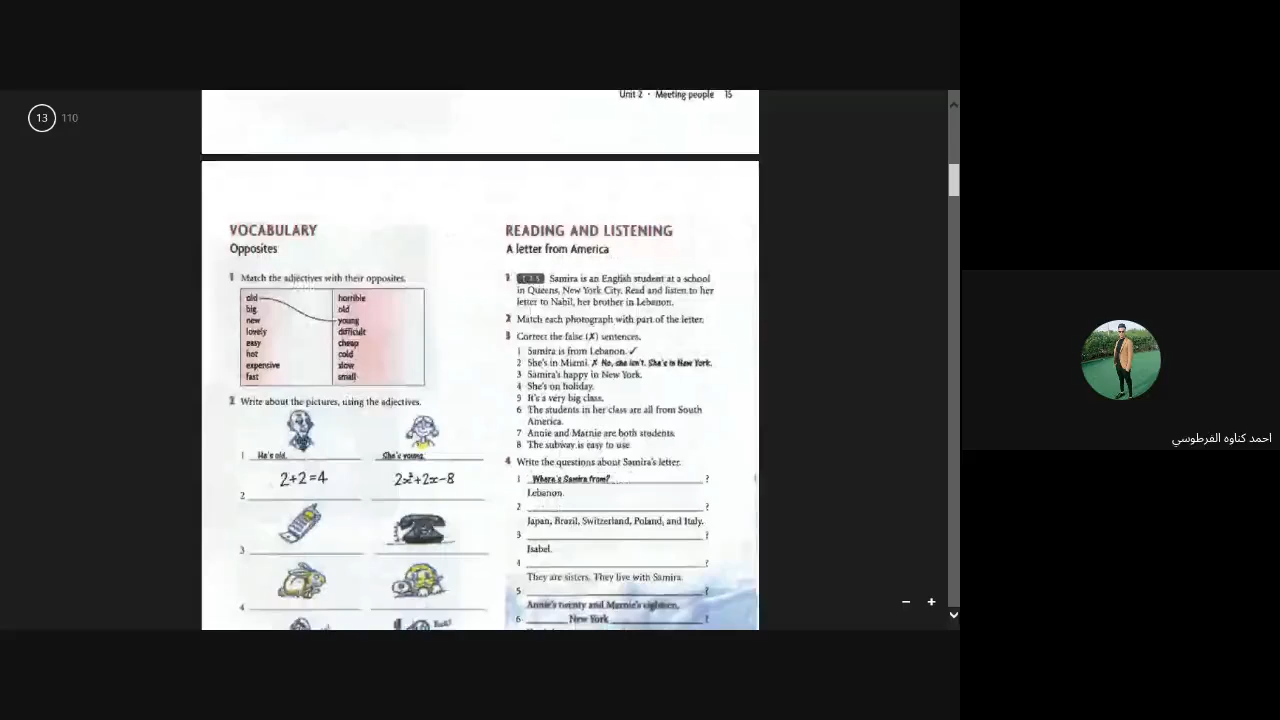 Unit 2 · Meeting people 15
13 110
VOCABULARY
Opposites
1 Match the adjectives with their opposites.
old horrible
big old
new young
lovely difficult
easy cheap
hot cold
expensive slow
fast small
2 Write about the pictures, using the adjectives.
1 He's old. She's young.
2+2=4 2x²+2x-8
2
3
4
READING AND LISTENING
A letter from America
1 Samira is an English student at a school
in Queens, New York City. Read and listen to her
letter to Nabil, her brother in Lebanon.
2 Match each photograph with part of the letter.
3 Correct the false (✗) sentences.
1 Samira is from Lebanon. ✓
2 She's in Miami. ✗ No, she isn't. She's in New York.
3 Samira's happy in New York.
4 She's on holiday.
5 It's a very big class.
6 The students in her class are all from South
America.
7 Annie and Marnie are both students.
8 The subway is easy to use
4 Write the questions about Samira's letter.
1 Where's Samira from? ?
Lebanon.
2 ?
Japan, Brazil, Switzerland, Poland, and Italy.
3 ?
Isabel.
4 ?
They are sisters. They live with Samira.
5 ?
Annie's twenty and Marnie's eighteen.
6 New York ?
احمد كناوه الفرطوسي